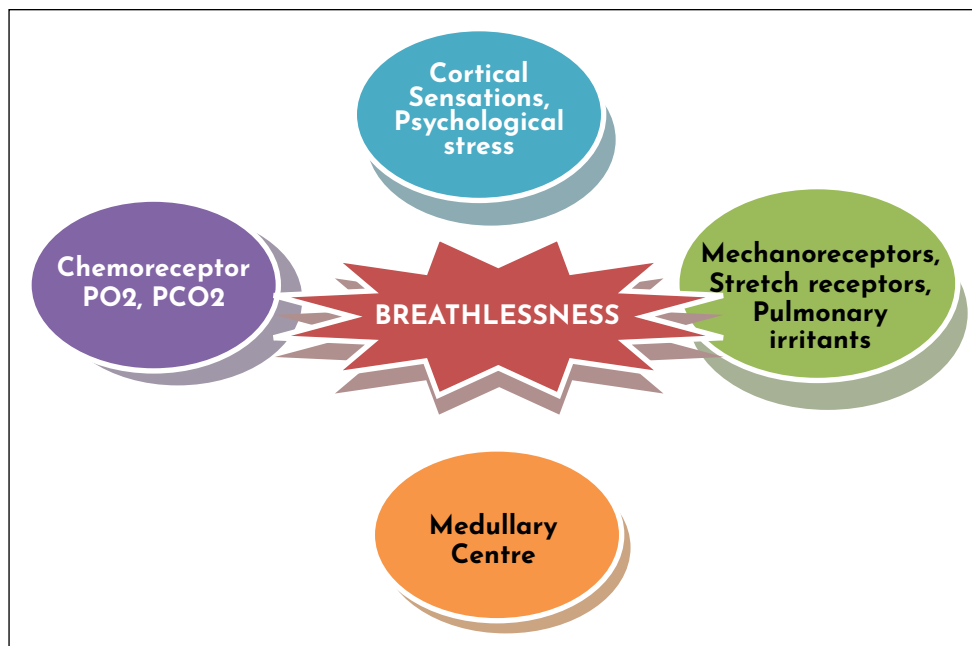 Cortical
Sensations,
Psychological
stress
Chemoreceptor
PO2, PCO2
BREATHLESSNESS
Mechanoreceptors,
Stretch receptors,
Pulmonary
irritants
Medullary
Centre